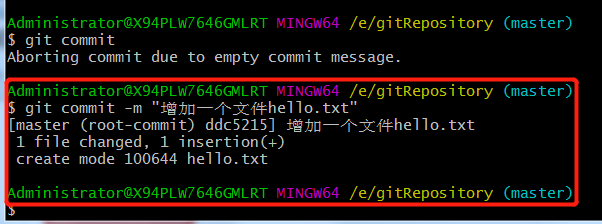 Administrator@X94PLW7646GMLRT MINGW64 /e/gitRepository (master)
$ git commit
Aborting commit due to empty commit message.
Administrator@X94PLW7646GMLRT MINGW64 /e/gitRepository (master)
$ git commit -m "增加一个文件hello.txt"
[master (root-commit) ddc5215] 增加一个文件hello.txt
1 file changed, 1 insertion(+)
create mode 100644 hello.txt
Administrator@X94PLW7646GMLRT MINGW64 /e/gitRepository (master)
$